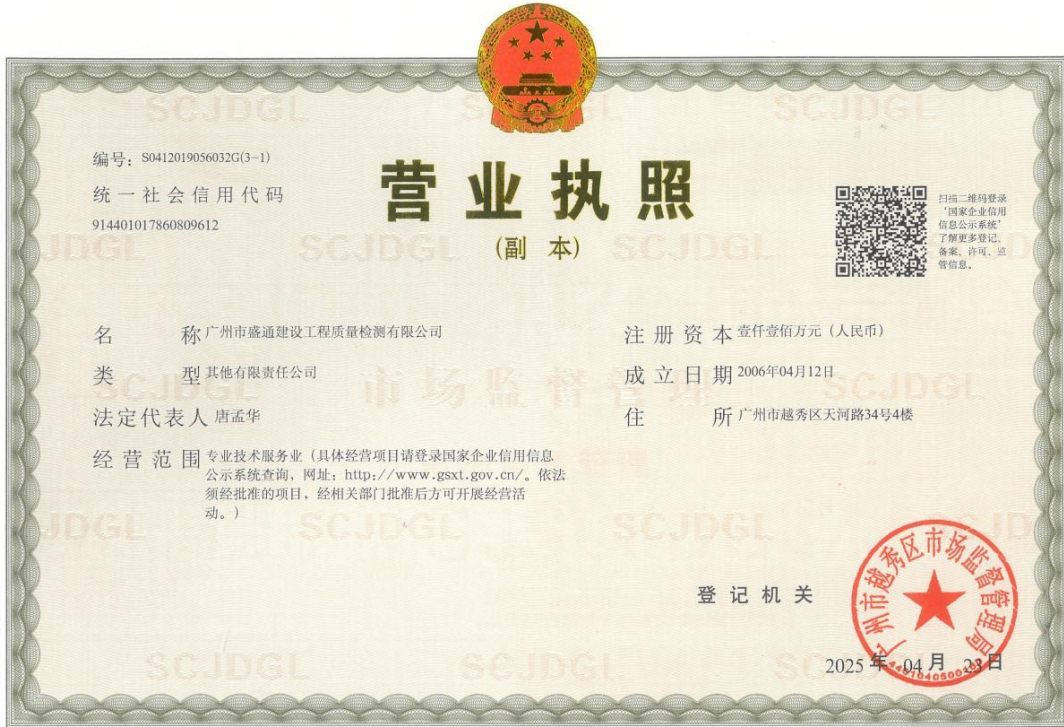 编号：S0412019056032G(3-1)
统一社会信用代码
914401017860809612
营业执照
(副 本)
扫描二维码登录
‘国家企业信用
信息公示系统’
了解更多登记、
备案、许可、监
管信息。
名 称 广州市盛通建设工程质量检测有限公司
注册资本 壹仟壹佰万元（人民币）
类 型 其他有限责任公司
成立日期 2006年04月12日
法定代表人 唐孟华
住 所 广州市越秀区天河路34号4楼
经营范围 专业技术服务业（具体经营项目请登录国家企业信用信息
公示系统查询，网址：http://www.gsxt.gov.cn/。依法
须经批准的项目，经相关部门批准后方可开展经营活
动。）
SCJDGL
市场监督管理
登记机关
广州市越秀区市场监督管理局
2025 年 04 月 23 日